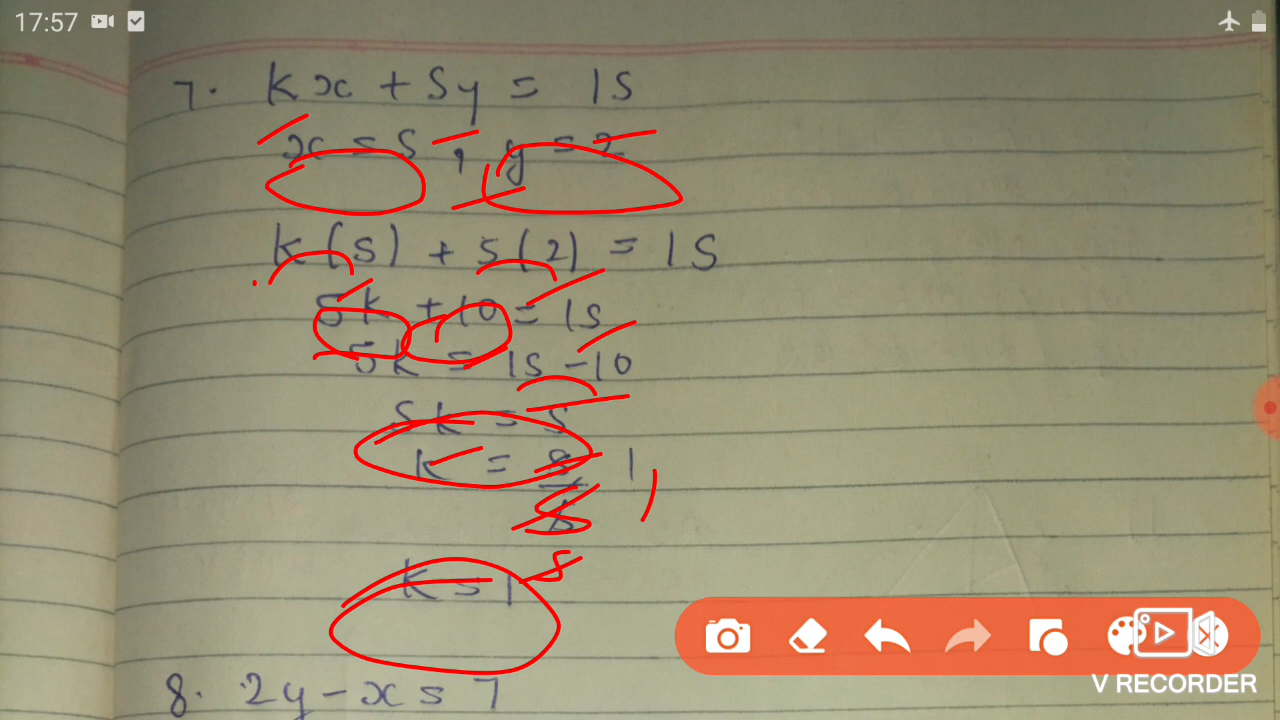 17:57
7. kx + 5y = 15
x = 5, y = 2
k(5) + 5(2) = 15
5k + 10 = 15
5k = 15 - 10
5k = 5
k = 5/5 1
k = 1
8. 2y - x = 7
V RECORDER